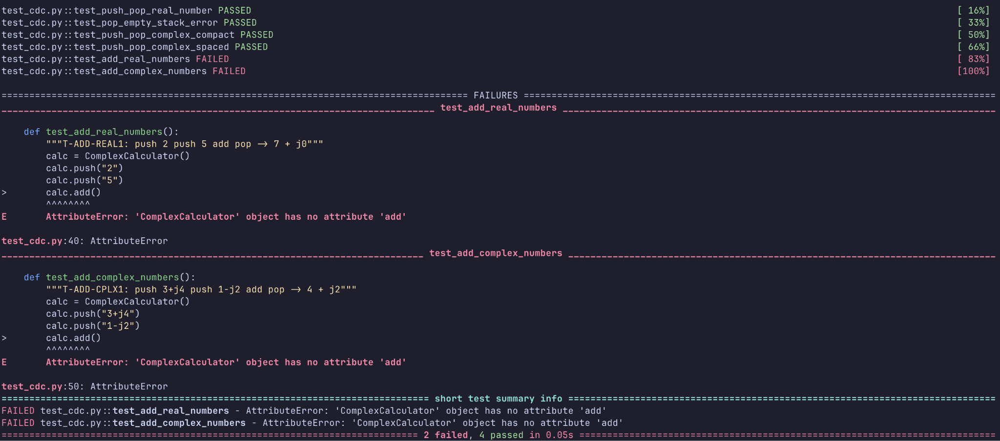 test_cdc.py::test_push_pop_real_number PASSED [ 16%]
test_cdc.py::test_pop_empty_stack_error PASSED [ 33%]
test_cdc.py::test_push_pop_complex_compact PASSED [ 50%]
test_cdc.py::test_push_pop_complex_spaced PASSED [ 66%]
test_cdc.py::test_add_real_numbers FAILED [ 83%]
test_cdc.py::test_add_complex_numbers FAILED [100%]
==================================================================================== FAILURES =====================================================================================
______________________________________________________________________________ test_add_real_numbers ______________________________________________________________________________
    def test_add_real_numbers():
        """T-ADD-REAL1: push 2 push 5 add pop -> 7 + j0"""
        calc = ComplexCalculator()
        calc.push("2")
        calc.push("5")
>       calc.add()
        ^^^^^^^^
E       AttributeError: 'ComplexCalculator' object has no attribute 'add'
test_cdc.py:40: AttributeError
____________________________________________________________________________ test_add_complex_numbers _____________________________________________________________________________
    def test_add_complex_numbers():
        """T-ADD-CPLX1: push 3+j4 push 1-j2 add pop -> 4 + j2"""
        calc = ComplexCalculator()
        calc.push("3+j4")
        calc.push("1-j2")
>       calc.add()
        ^^^^^^^^
E       AttributeError: 'ComplexCalculator' object has no attribute 'add'
test_cdc.py:50: AttributeError
============================================================================= short test summary info =============================================================================
FAILED test_cdc.py::test_add_real_numbers - AttributeError: 'ComplexCalculator' object has no attribute 'add'
FAILED test_cdc.py::test_add_complex_numbers - AttributeError: 'ComplexCalculator' object has no attribute 'add'
=========================================================================== 2 failed, 4 passed in 0.05s ===========================================================================